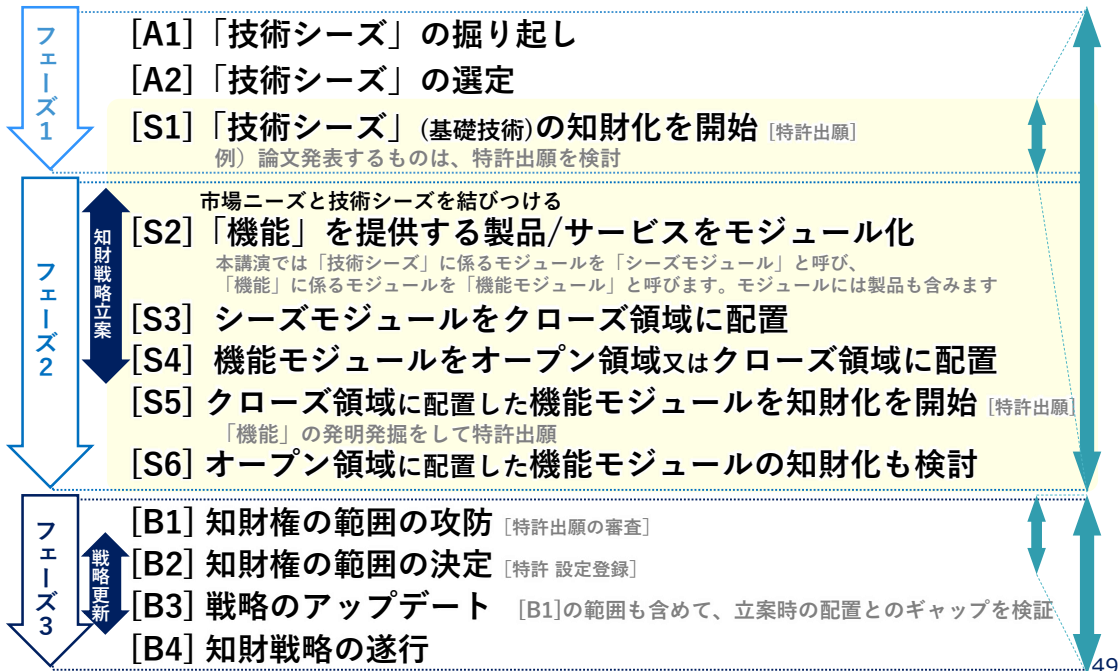 フェーズ1
[A1]「技術シーズ」の掘り起し
[A2]「技術シーズ」の選定
[S1]「技術シーズ」(基礎技術)の知財化を開始 [特許出願]
例）論文発表するものは、特許出願を検討
フェーズ2
知財戦略立案
市場ニーズと技術シーズを結びつける
[S2]「機能」を提供する製品/サービスをモジュール化
本講演では「技術シーズ」に係るモジュールを「シーズモジュール」と呼び、
「機能」に係るモジュールを「機能モジュール」と呼びます。モジュールには製品も含みます
[S3] シーズモジュールをクローズ領域に配置
[S4] 機能モジュールをオープン領域又はクローズ領域に配置
[S5] クローズ領域に配置した機能モジュールを知財化を開始 [特許出願]
「機能」の発明発掘をして特許出願
[S6] オープン領域に配置した機能モジュールの知財化も検討
フェーズ3
戦略更新
[B1] 知財権の範囲の攻防 [特許出願の審査]
[B2] 知財権の範囲の決定 [特許 設定登録]
[B3] 戦略のアップデート [B1]の範囲も含めて、立案時の配置とのギャップを検証
[B4] 知財戦略の遂行
49